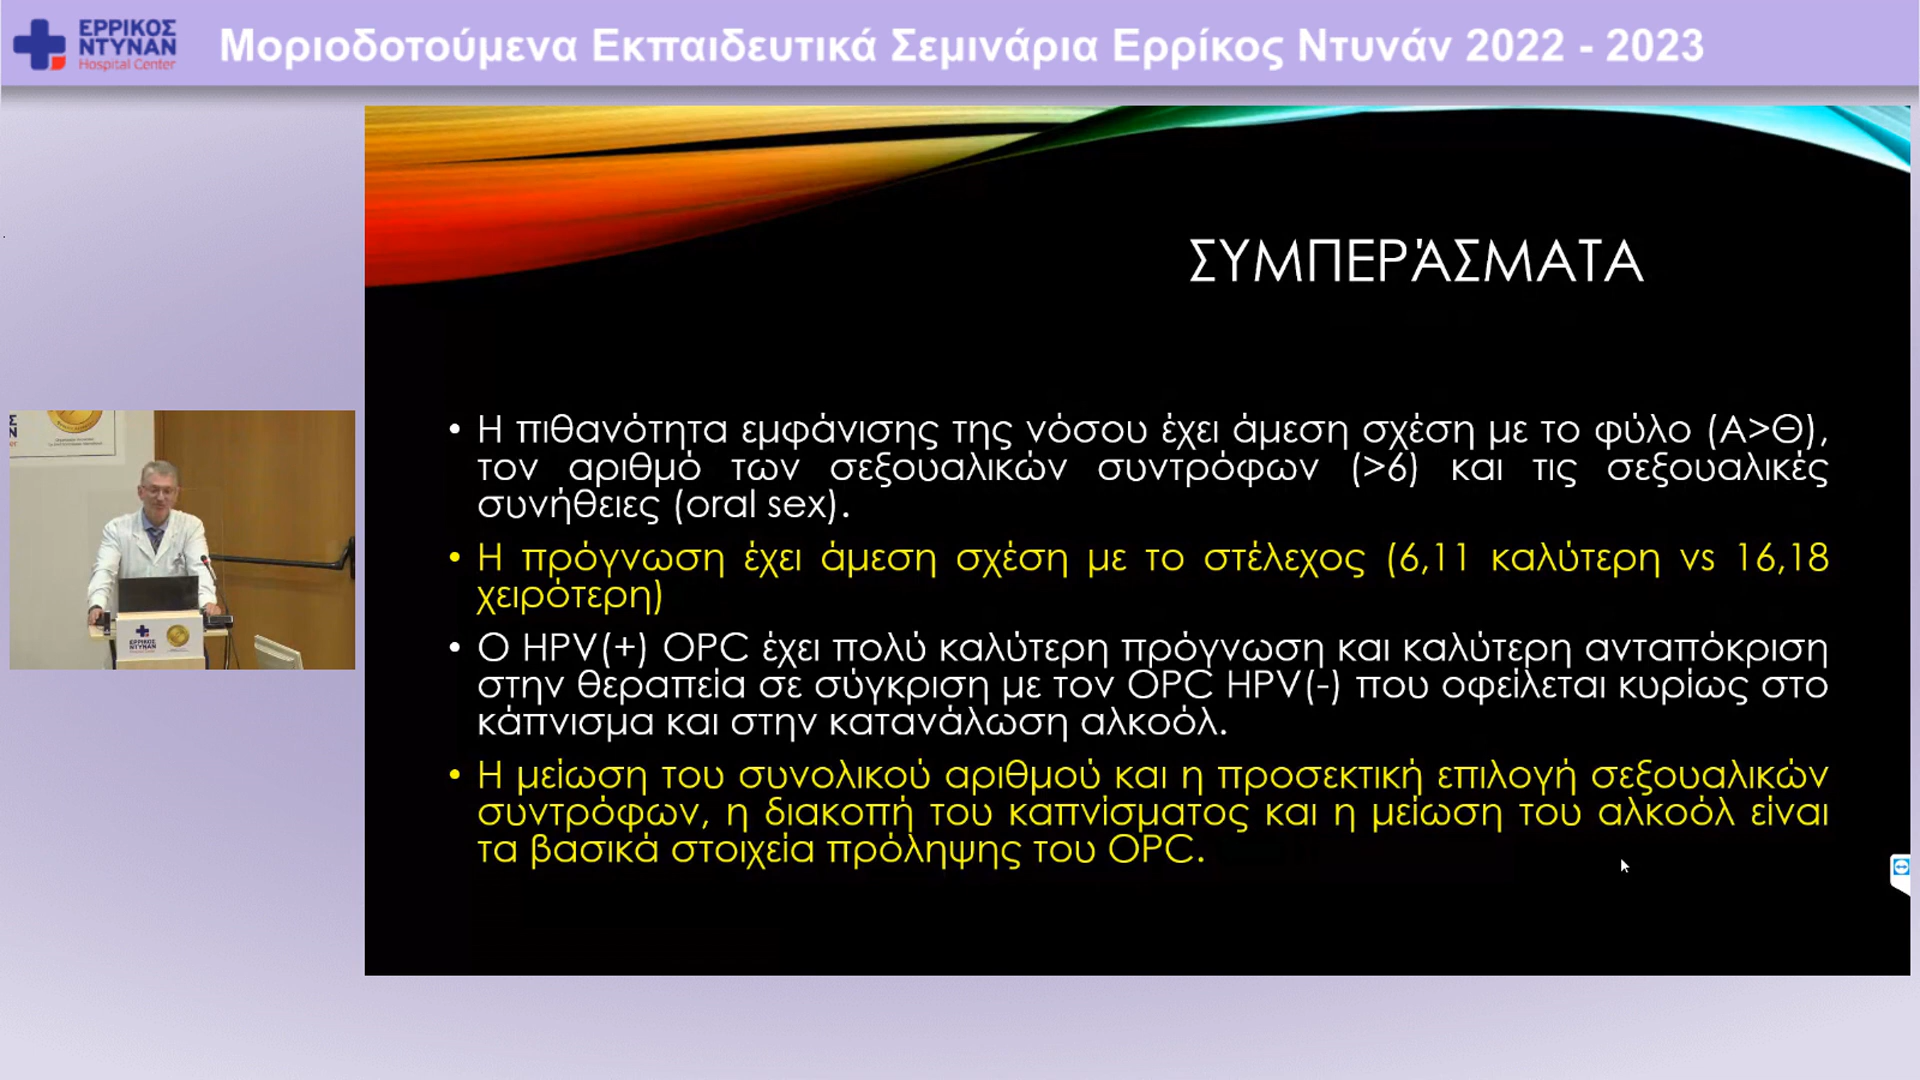 ΕΡΡΙΚΟΣ
ΝΤΥΝΑΝ
Hospital Center
Μοριοδοτούμενα Εκπαιδευτικά Σεμινάρια Ερρίκος Ντυνάν 2022 - 2023
ΣΥΜΠΕΡΆΣΜΑΤΑ
• Η πιθανότητα εμφάνισης της νόσου έχει άμεση σχέση με το φύλο (Α>Θ),
τον αριθμό των σεξουαλικών συντρόφων (>6) και τις σεξουαλικές
συνήθειες (oral sex).
• Η πρόγνωση έχει άμεση σχέση με το στέλεχος (6,11 καλύτερη vs 16,18
χειρότερη)
• Ο HPV(+) OPC έχει πολύ καλύτερη πρόγνωση και καλύτερη ανταπόκριση
στην θεραπεία σε σύγκριση με τον OPC HPV(-) που οφείλεται κυρίως στο
κάπνισμα και στην κατανάλωση αλκοόλ.
• Η μείωση του συνολικού αριθμού και η προσεκτική επιλογή σεξουαλικών
συντρόφων, η διακοπή του καπνίσματος και η μείωση του αλκοόλ είναι
τα βασικά στοιχεία πρόληψης του OPC.
ΕΡΡΙΚΟΣ
ΝΤΥΝΑΝ